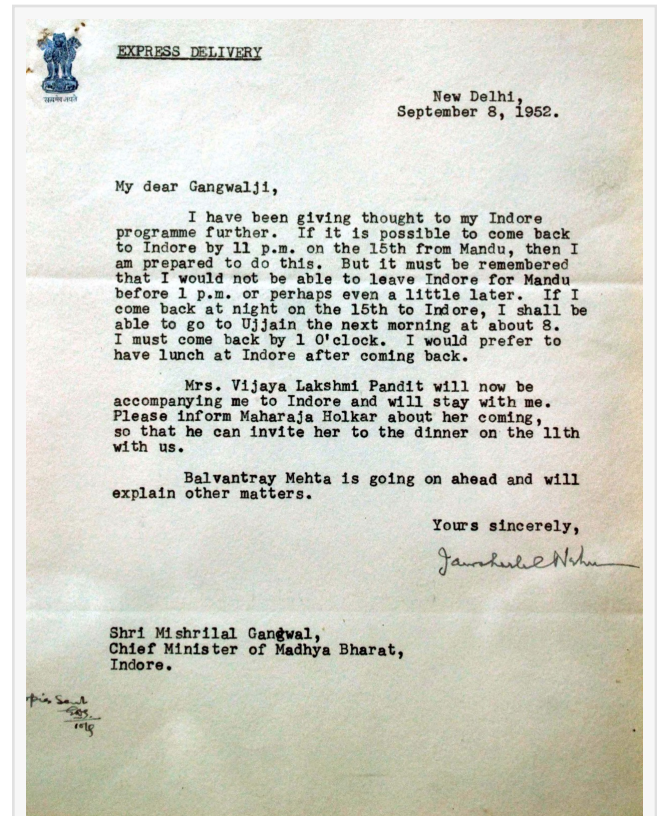 EXPRESS DELIVERY
सत्यमेव जयते
New Delhi,
September 8, 1952.
My dear Gangwalji,
I have been giving thought to my Indore
programme further. If it is possible to come back
to Indore by 11 p.m. on the 15th from Mandu, then I
am prepared to do this. But it must be remembered
that I would not be able to leave Indore for Mandu
before 1 p.m. or perhaps even a little later. If I
come back at night on the 15th to Indore, I shall be
able to go to Ujjain the next morning at about 8.
I must come back by 1 O'clock. I would prefer to
have lunch at Indore after coming back.
Mrs. Vijaya Lakshmi Pandit will now be
accompanying me to Indore and will stay with me.
Please inform Maharaja Holkar about her coming,
so that he can invite her to the dinner on the 11th
with us.
Balvantray Mehta is going on ahead and will
explain other matters.
Yours sincerely,
Jawaharlal Nehru
Shri Mishrilal Gangwal,
Chief Minister of Madhya Bharat,
Indore.
Sent